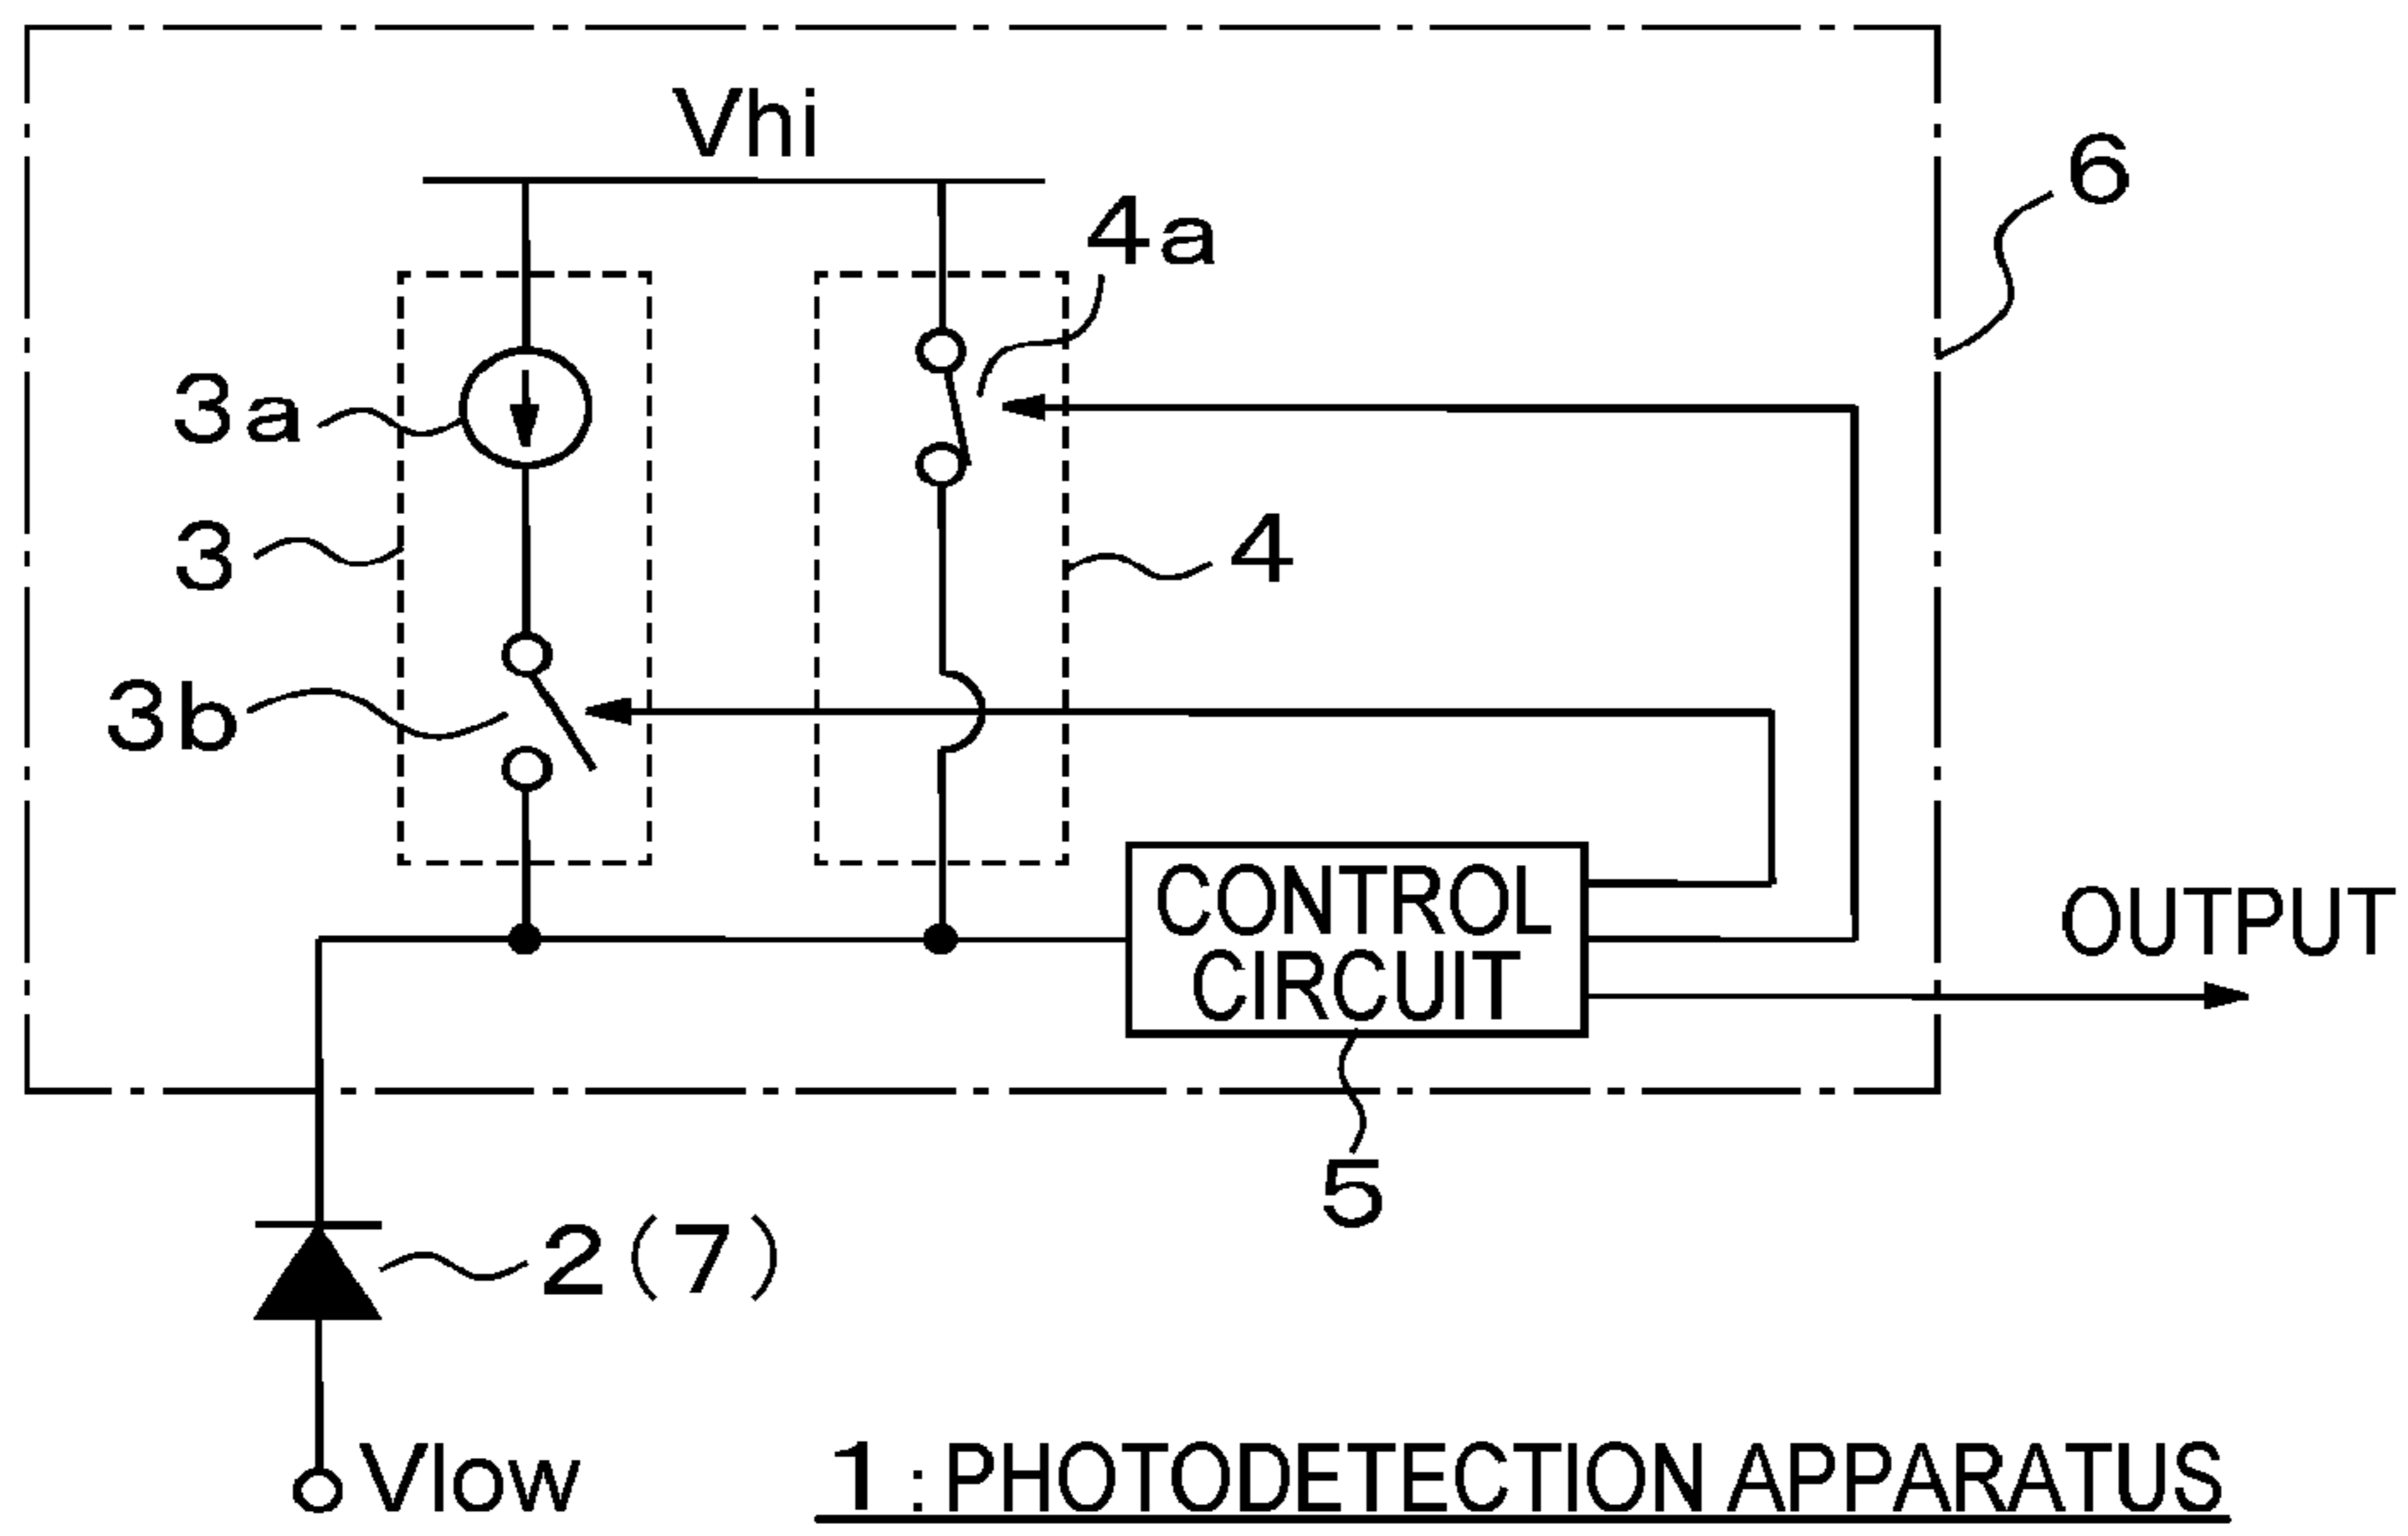 Vhi
6
4a
3a
3
4
3b
CONTROL
CIRCUIT
OUTPUT
5
2(7)
Vlow
1: PHOTODETECTION APPARATUS